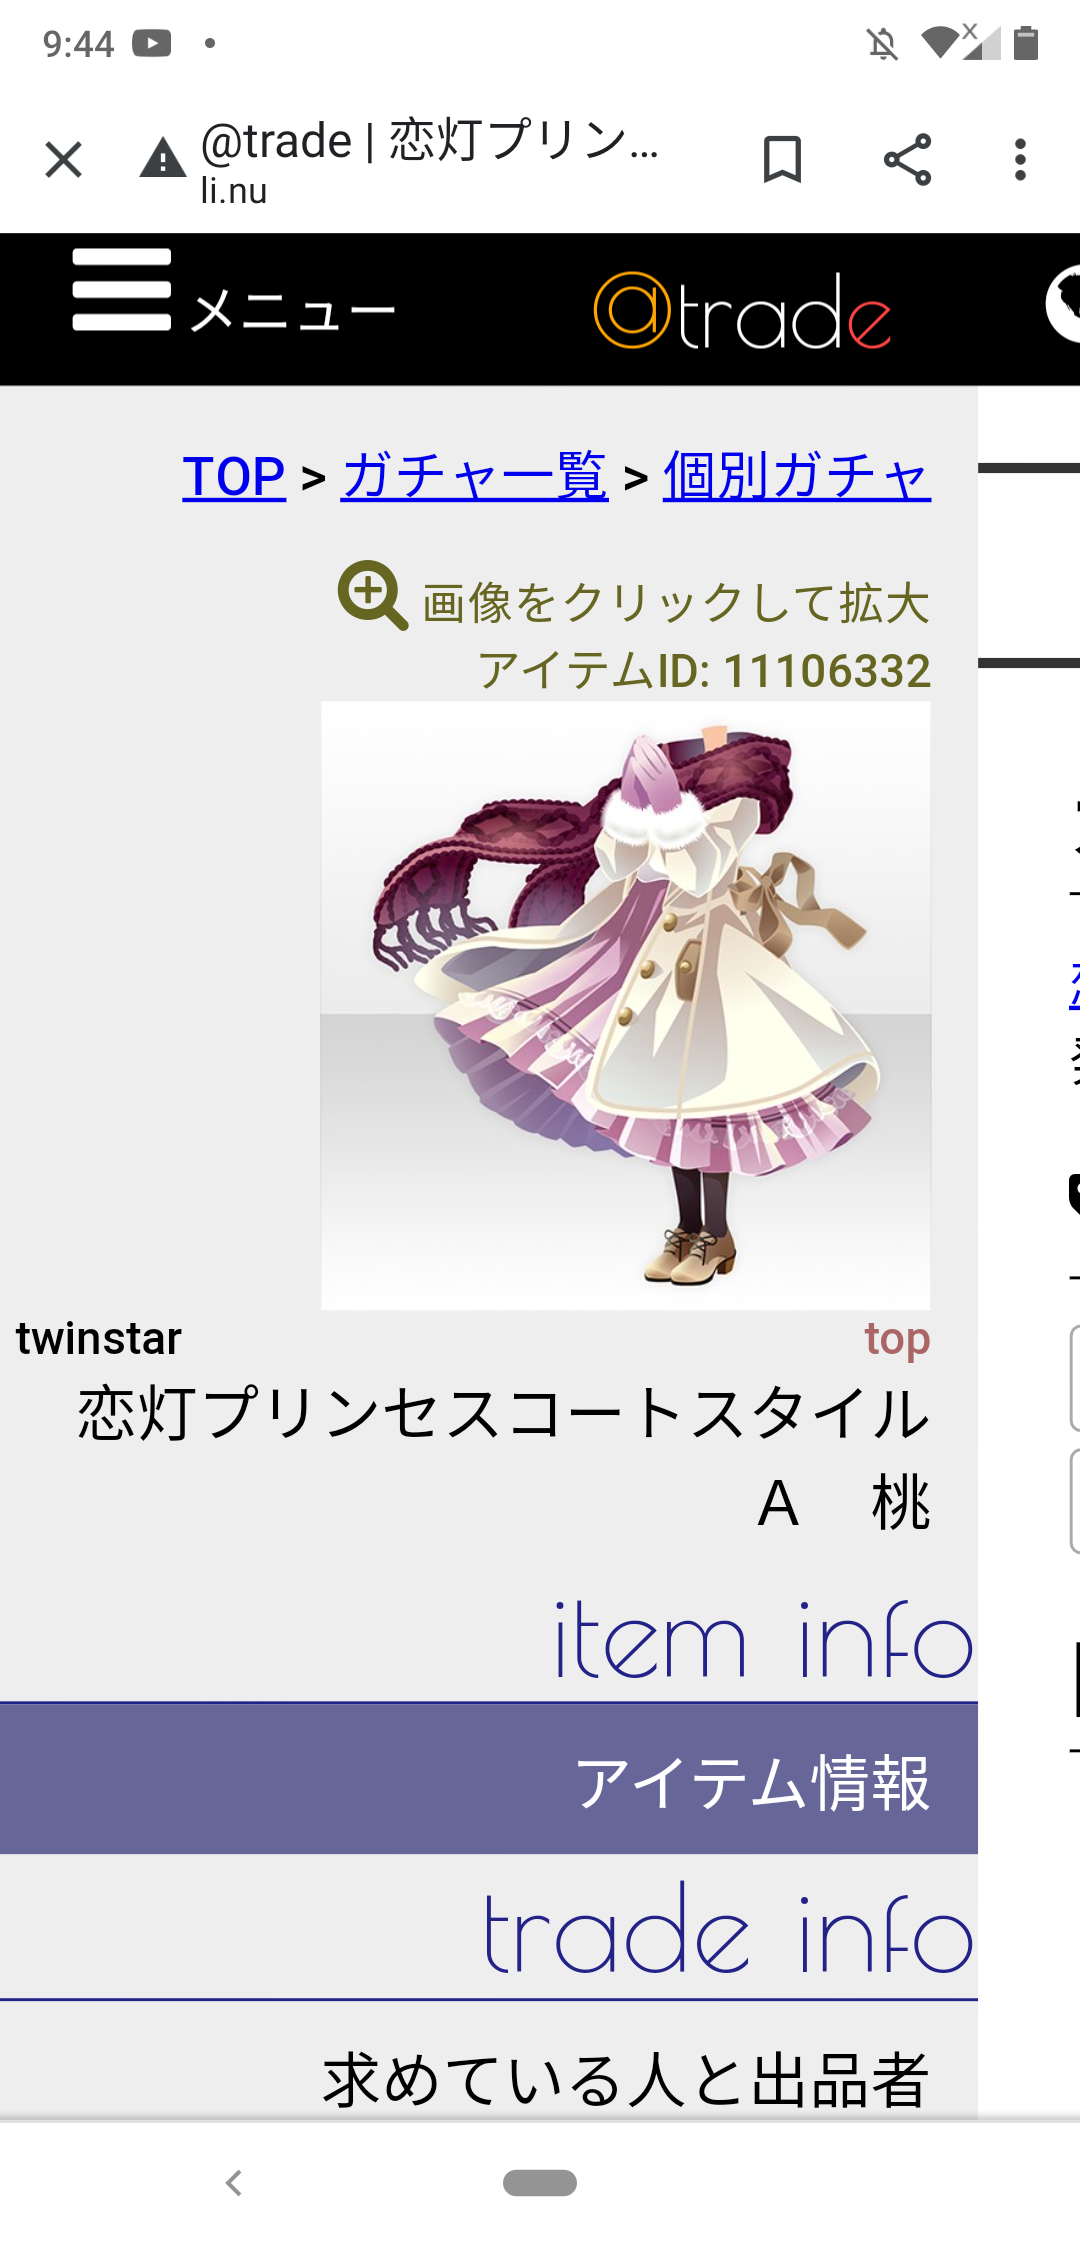 9:44
@trade | 恋灯プリン...
li.nu
メニュー
@trade
TOP > ガチャ一覧 > 個別ガチャ
画像をクリックして拡大
アイテムID: 11106332
twinstar
top
恋灯プリンセスコートスタイル
A　桃
item info
アイテム情報
trade info
求めている人と出品者